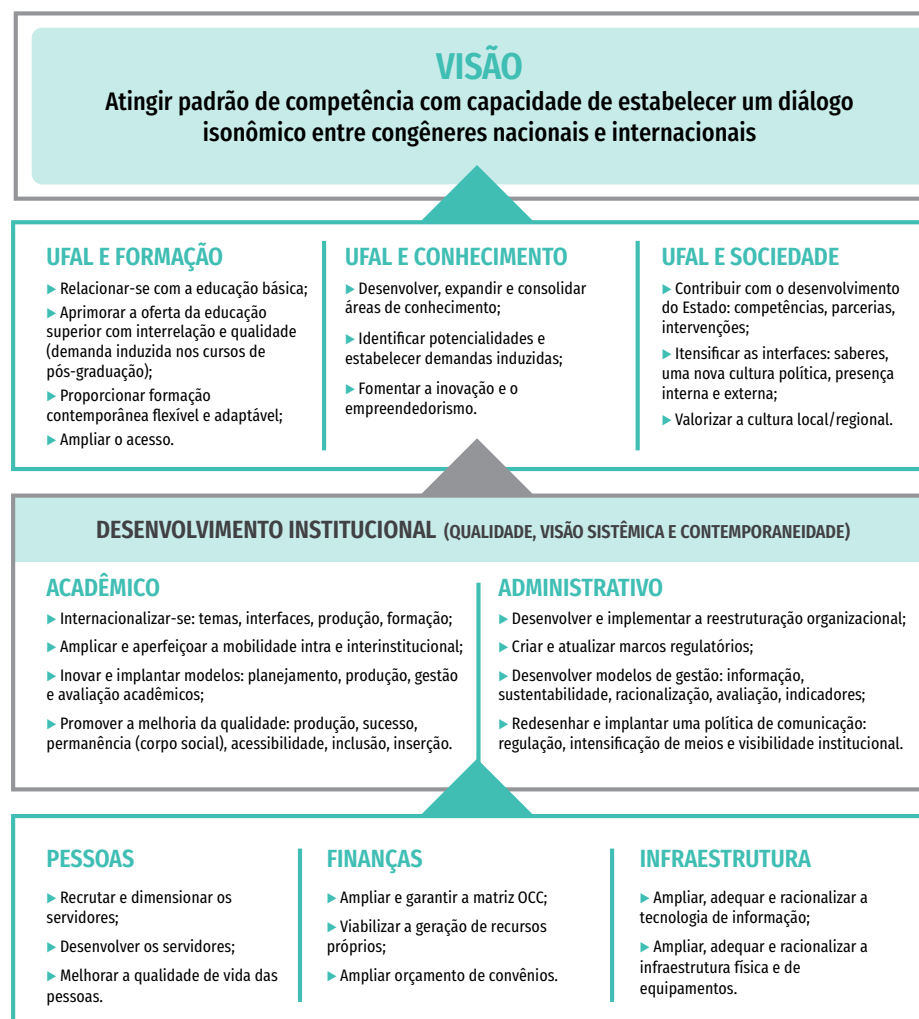 VISÃO
Atingir padrão de competência com capacidade de estabelecer um diálogo
isonômico entre congêneres nacionais e internacionais
UFAL E FORMAÇÃO
▶ Relacionar-se com a educação básica;
▶ Aprimorar a oferta da educação
superior com interrelação e qualidade
(demanda induzida nos cursos de
pós-graduação);
▶ Proporcionar formação
contemporânea flexível e adaptável;
▶ Ampliar o acesso.
UFAL E CONHECIMENTO
▶ Desenvolver, expandir e consolidar
áreas de conhecimento;
▶ Identificar potencialidades e
estabelecer demandas induzidas;
▶ Fomentar a inovação e o
empreendedorismo.
UFAL E SOCIEDADE
▶ Contribuir com o desenvolvimento
do Estado: competências, parcerias,
intervenções;
▶ Itensificar as interfaces: saberes,
uma nova cultura política, presença
interna e externa;
▶ Valorizar a cultura local/regional.
DESENVOLVIMENTO INSTITUCIONAL (QUALIDADE, VISÃO SISTÊMICA E CONTEMPORANEIDADE)
ACADÊMICO
▶ Internacionalizar-se: temas, interfaces, produção, formação;
▶ Amplicar e aperfeiçoar a mobilidade intra e interinstitucional;
▶ Inovar e implantar modelos: planejamento, produção, gestão
e avaliação acadêmicos;
▶ Promover a melhoria da qualidade: produção, sucesso,
permanência (corpo social), acessibilidade, inclusão, inserção.
ADMINISTRATIVO
▶ Desenvolver e implementar a reestruturação organizacional;
▶ Criar e atualizar marcos regulatórios;
▶ Desenvolver modelos de gestão: informação,
sustentabilidade, racionalização, avaliação, indicadores;
▶ Redesenhar e implantar uma política de comunicação:
regulação, intensificação de meios e visibilidade institucional.
PESSOAS
▶ Recrutar e dimensionar os
servidores;
▶ Desenvolver os servidores;
▶ Melhorar a qualidade de vida das
pessoas.
FINANÇAS
▶ Ampliar e garantir a matriz OCC;
▶ Viabilizar a geração de recursos
próprios;
▶ Ampliar orçamento de convênios.
INFRAESTRUTURA
▶ Ampliar, adequar e racionalizar a
tecnologia de informação;
▶ Ampliar, adequar e racionalizar a
infraestrutura física e de
equipamentos.